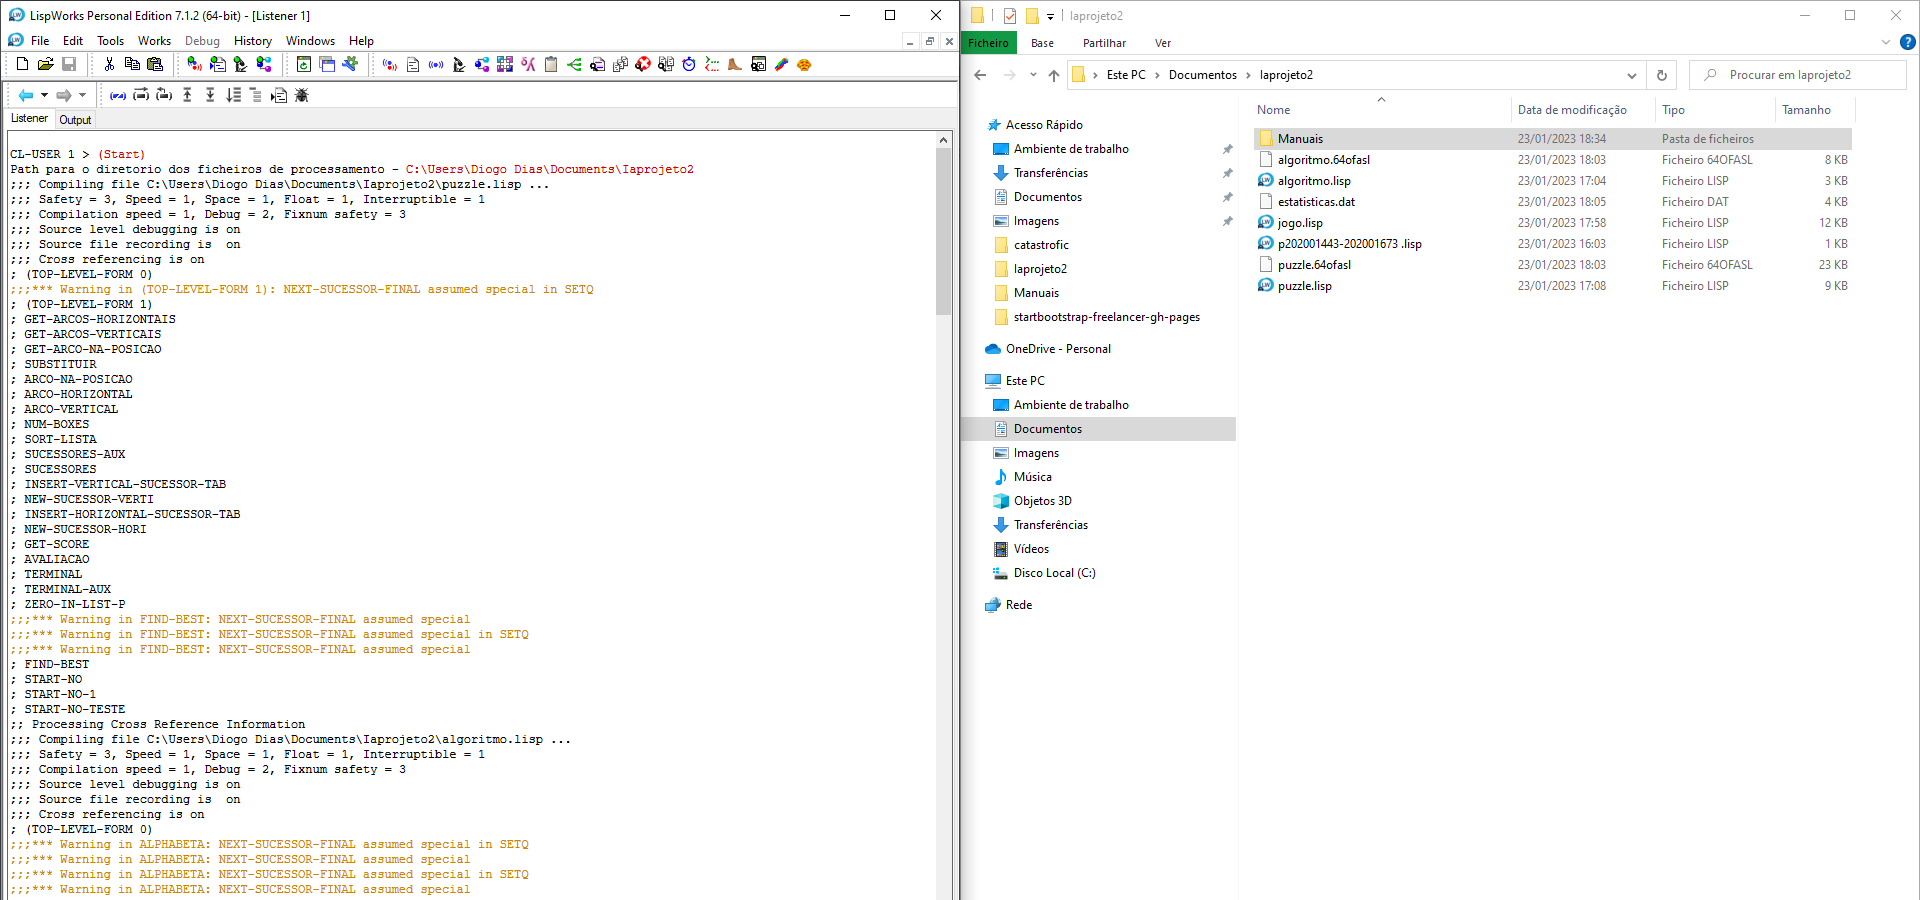 LispWorks Personal Edition 7.1.2 (64-bit) - [Listener 1]
File Edit Tools Works Debug History Windows Help
Listener Output
CL-USER 1 > (Start)
Path para o diretorio dos ficheiros de processamento - C:\Users\Diogo Dias\Documents\Iaprojeto2
;;; Compiling file C:\Users\Diogo Dias\Documents\Iaprojeto2\puzzle.lisp ...
;;; Safety = 3, Speed = 1, Space = 1, Float = 1, Interruptible = 1
;;; Compilation speed = 1, Debug = 2, Fixnum safety = 3
;;; Source level debugging is on
;;; Source file recording is  on
;;; Cross referencing is on
; (TOP-LEVEL-FORM 0)
;;;*** Warning in (TOP-LEVEL-FORM 1): NEXT-SUCESSOR-FINAL assumed special in SETQ
; (TOP-LEVEL-FORM 1)
; GET-ARCOS-HORIZONTAIS
; GET-ARCOS-VERTICAIS
; GET-ARCO-NA-POSICAO
; SUBSTITUIR
; ARCO-NA-POSICAO
; ARCO-HORIZONTAL
; ARCO-VERTICAL
; NUM-BOXES
; SORT-LISTA
; SUCESSORES-AUX
; SUCESSORES
; INSERT-VERTICAL-SUCESSOR-TAB
; NEW-SUCESSOR-VERTI
; INSERT-HORIZONTAL-SUCESSOR-TAB
; NEW-SUCESSOR-HORI
; GET-SCORE
; AVALIACAO
; TERMINAL
; TERMINAL-AUX
; ZERO-IN-LIST-P
;;;*** Warning in FIND-BEST: NEXT-SUCESSOR-FINAL assumed special
;;;*** Warning in FIND-BEST: NEXT-SUCESSOR-FINAL assumed special in SETQ
;;;*** Warning in FIND-BEST: NEXT-SUCESSOR-FINAL assumed special
; FIND-BEST
; START-NO
; START-NO-1
; START-NO-TESTE
;; Processing Cross Reference Information
;;; Compiling file C:\Users\Diogo Dias\Documents\Iaprojeto2\algoritmo.lisp ...
;;; Safety = 3, Speed = 1, Space = 1, Float = 1, Interruptible = 1
;;; Compilation speed = 1, Debug = 2, Fixnum safety = 3
;;; Source level debugging is on
;;; Source file recording is  on
;;; Cross referencing is on
; (TOP-LEVEL-FORM 0)
;;;*** Warning in ALPHABETA: NEXT-SUCESSOR-FINAL assumed special in SETQ
;;;*** Warning in ALPHABETA: NEXT-SUCESSOR-FINAL assumed special
;;;*** Warning in ALPHABETA: NEXT-SUCESSOR-FINAL assumed special in SETQ
;;;*** Warning in ALPHABETA: NEXT-SUCESSOR-FINAL assumed special
Iaprojeto2
Ficheiro Base Partilhar Ver
Este PC > Documentos > Iaprojeto2
Procurar em Iaprojeto2
Acesso Rápido
Ambiente de trabalho
Transferências
Documentos
Imagens
catastrofic
Iaprojeto2
Manuais
startbootstrap-freelancer-gh-pages
OneDrive - Personal
Este PC
Ambiente de trabalho
Documentos
Imagens
Música
Objetos 3D
Transferências
Vídeos
Disco Local (C:)
Rede
Nome Data de modificação Tipo Tamanho
Manuais 23/01/2023 18:34 Pasta de ficheiros
algoritmo.64ofasl 23/01/2023 18:03 Ficheiro 64OFASL 8 KB
algoritmo.lisp 23/01/2023 17:04 Ficheiro LISP 3 KB
estatisticas.dat 23/01/2023 18:05 Ficheiro DAT 4 KB
jogo.lisp 23/01/2023 17:58 Ficheiro LISP 12 KB
p202001443-202001673 .lisp 23/01/2023 16:03 Ficheiro LISP 1 KB
puzzle.64ofasl 23/01/2023 18:03 Ficheiro 64OFASL 23 KB
puzzle.lisp 23/01/2023 17:08 Ficheiro LISP 9 KB